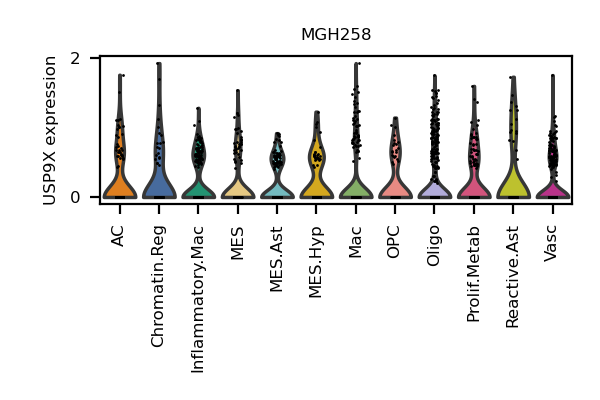 MGH258
USP9X expression
2
0
AC
Chromatin.Reg
Inflammatory.Mac
MES
MES.Ast
MES.Hyp
Mac
OPC
Oligo
Prolif.Metab
Reactive.Ast
Vasc